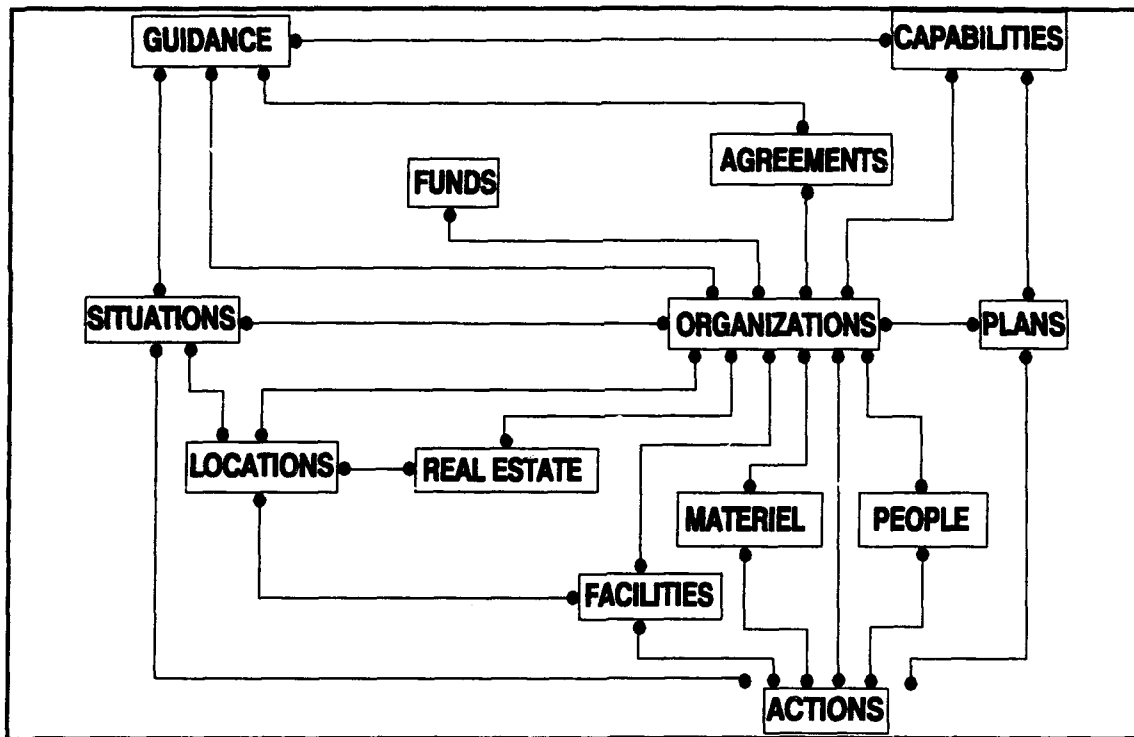 GUIDANCE
CAPABILITIES
AGREEMENTS
FUNDS
SITUATIONS
ORGANIZATIONS
PLANS
LOCATIONS
REAL ESTATE
MATERIEL
PEOPLE
FACILITIES
ACTIONS